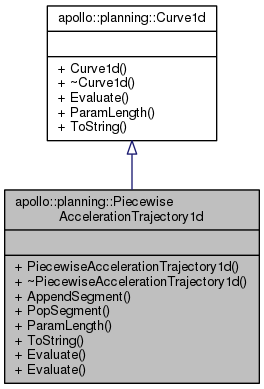 apollo::planning::Curve1d
+ Curve1d()
+ ~Curve1d()
+ Evaluate()
+ ParamLength()
+ ToString()
apollo::planning::Piecewise
AccelerationTrajectory1d
+ PiecewiseAccelerationTrajectory1d()
+ ~PiecewiseAccelerationTrajectory1d()
+ AppendSegment()
+ PopSegment()
+ ParamLength()
+ ToString()
+ Evaluate()
+ Evaluate()